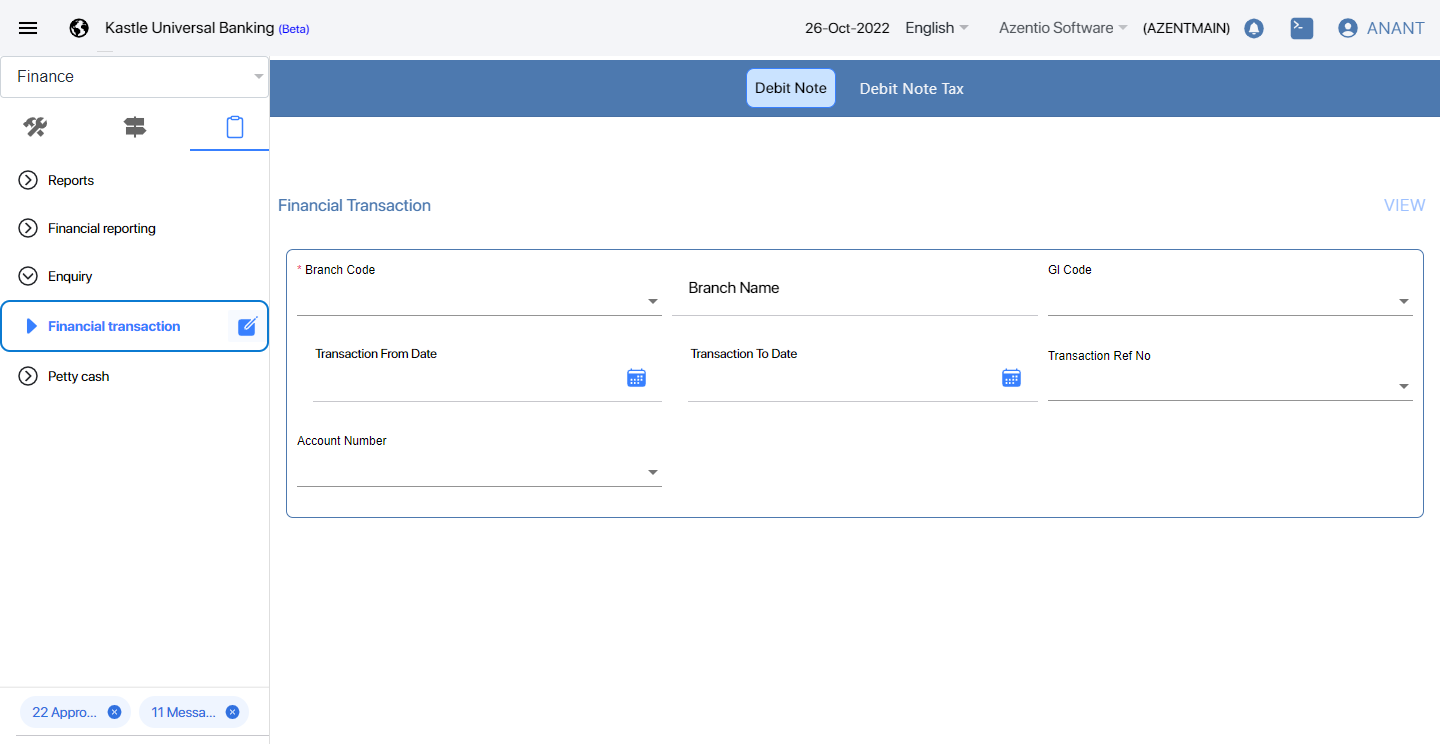 Kastle Universal Banking (Beta)
26-Oct-2022 English Azentio Software (AZENTMAIN) ANANT
Finance
Debit Note Debit Note Tax
Reports
Financial reporting
Enquiry
Financial transaction
Petty cash
Financial Transaction VIEW
* Branch Code
Branch Name
Gl Code
Transaction From Date Transaction To Date Transaction Ref No
Account Number
22 Appro... 11 Messa...